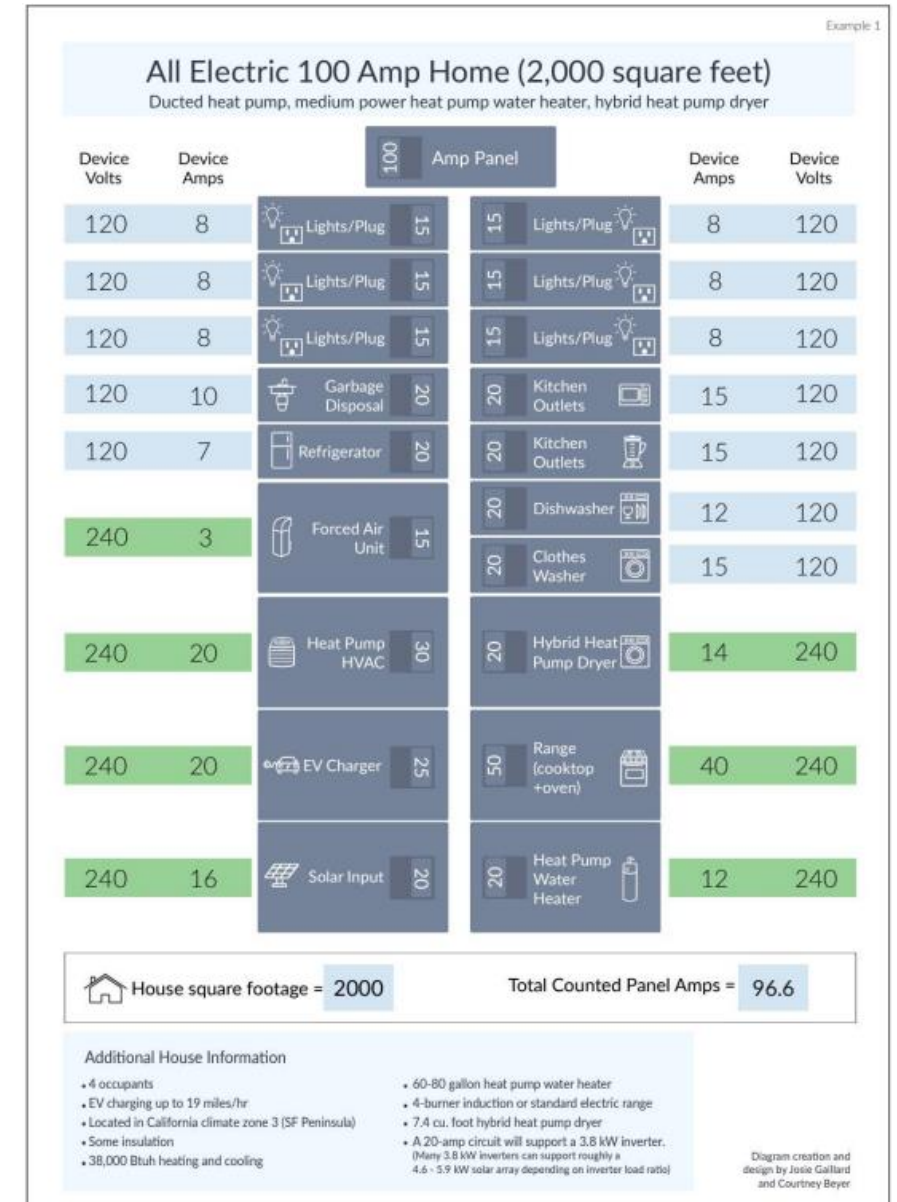 Example 1
All Electric 100 Amp Home (2,000 square feet)
Ducted heat pump, medium power heat pump water heater, hybrid heat pump dryer
Device Volts
Device Amps
100 Amp Panel
Device Amps
Device Volts
120 8 Lights/Plug 15
15 Lights/Plug 8 120
120 8 Lights/Plug 15
15 Lights/Plug 8 120
120 8 Lights/Plug 15
15 Lights/Plug 8 120
120 10 Garbage Disposal 20
20 Kitchen Outlets 15 120
120 7 Refrigerator 20
20 Kitchen Outlets 15 120
240 3 Forced Air Unit 15
20 Dishwasher 12 120
20 Clothes Washer 15 120
240 20 Heat Pump HVAC 30
20 Hybrid Heat Pump Dryer 14 240
240 20 EV Charger 25
50 Range (cooktop +oven) 40 240
240 16 Solar Input 20
20 Heat Pump Water Heater 12 240
House square footage = 2000
Total Counted Panel Amps = 96.6
Additional House Information
• 4 occupants
• EV charging up to 19 miles/hr
• Located in California climate zone 3 (SF Peninsula)
• Some insulation
• 38,000 Btuh heating and cooling
• 60-80 gallon heat pump water heater
• 4-burner induction or standard electric range
• 7.4 cu. foot hybrid heat pump dryer
• A 20-amp circuit will support a 3.8 kW inverter.
(Many 3.8 kW inverters can support roughly a
4.6 - 5.9 kW solar array depending on inverter load ratio)
Diagram creation and
design by Josie Gaillard
and Courtney Beyer